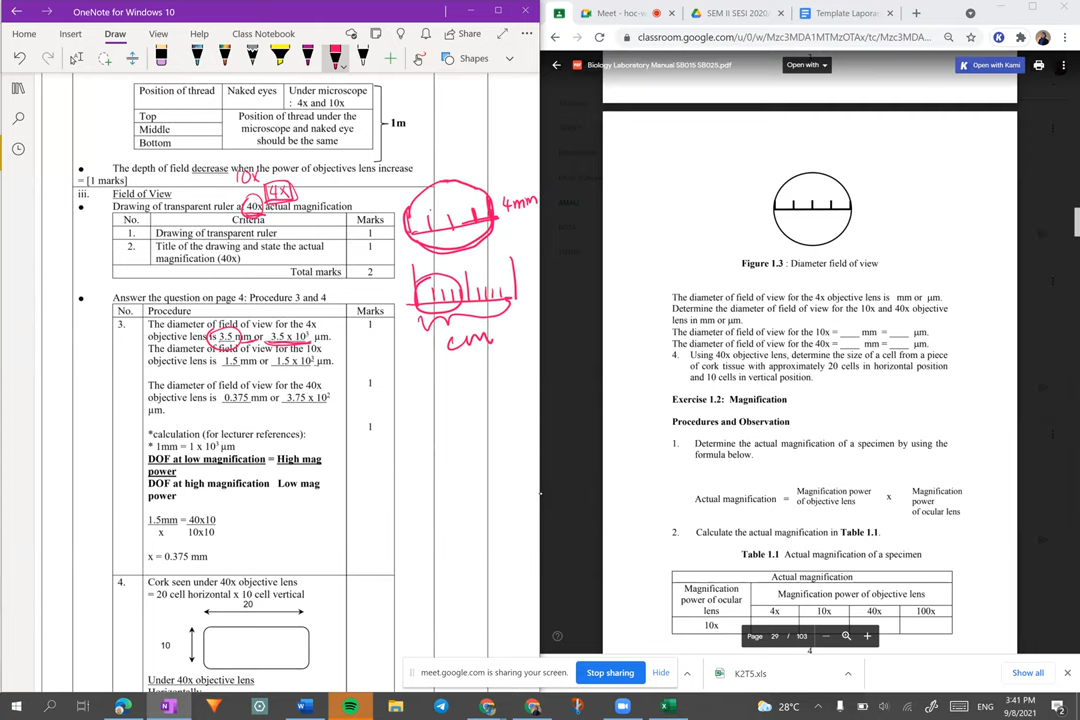 OneNote for Windows 10
Home Insert Draw View Help Class Notebook Share
Shapes
Position of thread Naked eyes Under microscope
: 4x and 10x
Top
Middle
Bottom
Position of thread under the
microscope and naked eye
should be the same
1m
The depth of field decrease when the power of objectives lens increase
= [1 marks]
10x
4x
iii. Field of View
Drawing of transparent ruler a 40x actual magnification
No. Criteria Marks
1. Drawing of transparent ruler 1
2. Title of the drawing and state the actual 1
magnification (40x)
Total marks 2
4mm
cm
Answer the question on page 4: Procedure 3 and 4
No. Procedure Marks
3. The diameter of field of view for the 4x 1
objective lens is 3.5 mm or 3.5 x 10³ µm.
The diameter of field of view for the 10x
objective lens is 1.5 mm or 1.5 x 10³ µm.
The diameter of field of view for the 40x 1
objective lens is 0.375 mm or 3.75 x 10²
µm.
1
*calculation (for lecturer references):
* 1mm = 1 x 10³ µm
DOF at low magnification = High mag
power
DOF at high magnification Low mag
power
1.5mm = 40x10
x 10x10
x = 0.375 mm
4. Cork seen under 40x objective lens
= 20 cell horizontal x 10 cell vertical
20
10
Under 40x objective lens
Horizontally
Meet - hoc-w
SEM II SESI 2020/
Template Lapora
classroom.google.com/u/0/w/Mzc3MDA1MTMzOTAx/tc/Mzc3MDA...
Biology Laboratory Manual SB015 SB025.pdf
Open with
Open with Kami
Figure 1.3 : Diameter field of view
The diameter of field of view for the 4x objective lens is mm or µm.
Determine the diameter of field of view for the 10x and 40x objective
lens in mm or µm.
The diameter of field of view for the 10x = ____ mm = ____ µm.
The diameter of field of view for the 40x = ____ mm = ____ µm.
4. Using 40x objective lens, determine the size of a cell from a piece
of cork tissue with approximately 20 cells in horizontal position
and 10 cells in vertical position.
Exercise 1.2: Magnification
Procedures and Observation
1. Determine the actual magnification of a specimen by using the
formula below.
Actual magnification = Magnification power
of objective lens
x
Magnification
power
of ocular lens
2. Calculate the actual magnification in Table 1.1.
Table 1.1 Actual magnification of a specimen
Actual magnification
Magnification
power of ocular
lens
Magnification power of objective lens
4x 10x 40x 100x
10x
Page 29 / 103
4
meet.google.com is sharing your screen. Stop sharing Hide
K2T5.xls
Show all
28°C
ENG
3:41 PM
9/8/2021
2